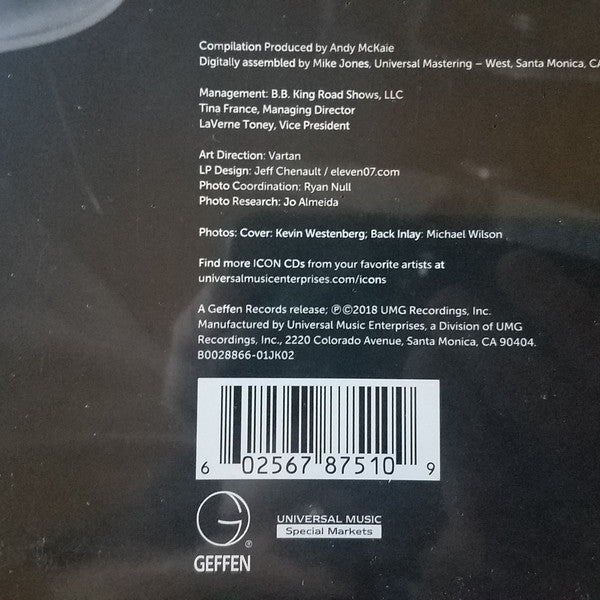 Compilation Produced by Andy McKaie
Digitally assembled by Mike Jones, Universal Mastering – West, Santa Monica, CA
Management: B.B. King Road Shows, LLC
Tina France, Managing Director
LaVerne Toney, Vice President
Art Direction: Vartan
LP Design: Jeff Chenault / eleven07.com
Photo Coordination: Ryan Null
Photo Research: Jo Almeida
Photos: Cover: Kevin Westenberg; Back Inlay: Michael Wilson
Find more ICON CDs from your favorite artists at
universalmusicenterprises.com/icons
A Geffen Records release; ℗©2018 UMG Recordings, Inc.
Manufactured by Universal Music Enterprises, a Division of UMG
Recordings, Inc., 2220 Colorado Avenue, Santa Monica, CA 90404.
B0028866-01JK02
6 02567 87510 9
G ®
GEFFEN
UNIVERSAL MUSIC
Special Markets